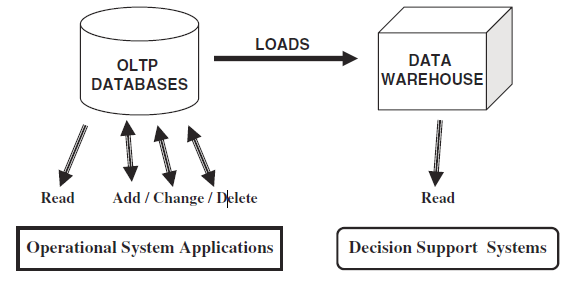 OLTP
DATABASES
LOADS
DATA
WAREHOUSE
Read
Add / Change / Delete
Read
Operational System Applications
Decision Support Systems